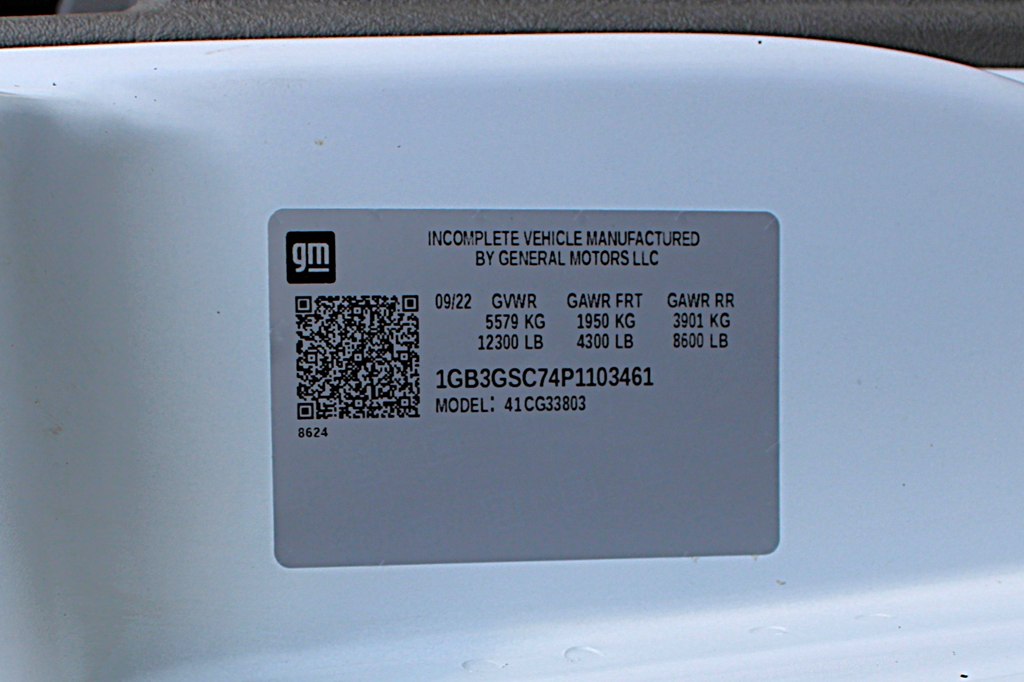 gm
INCOMPLETE VEHICLE MANUFACTURED
BY GENERAL MOTORS LLC
09/22 GVWR GAWR FRT GAWR RR
5579 KG 1950 KG 3901 KG
12300 LB 4300 LB 8600 LB
1GB3GSC74P1103461
MODEL: 41CG33803
8624